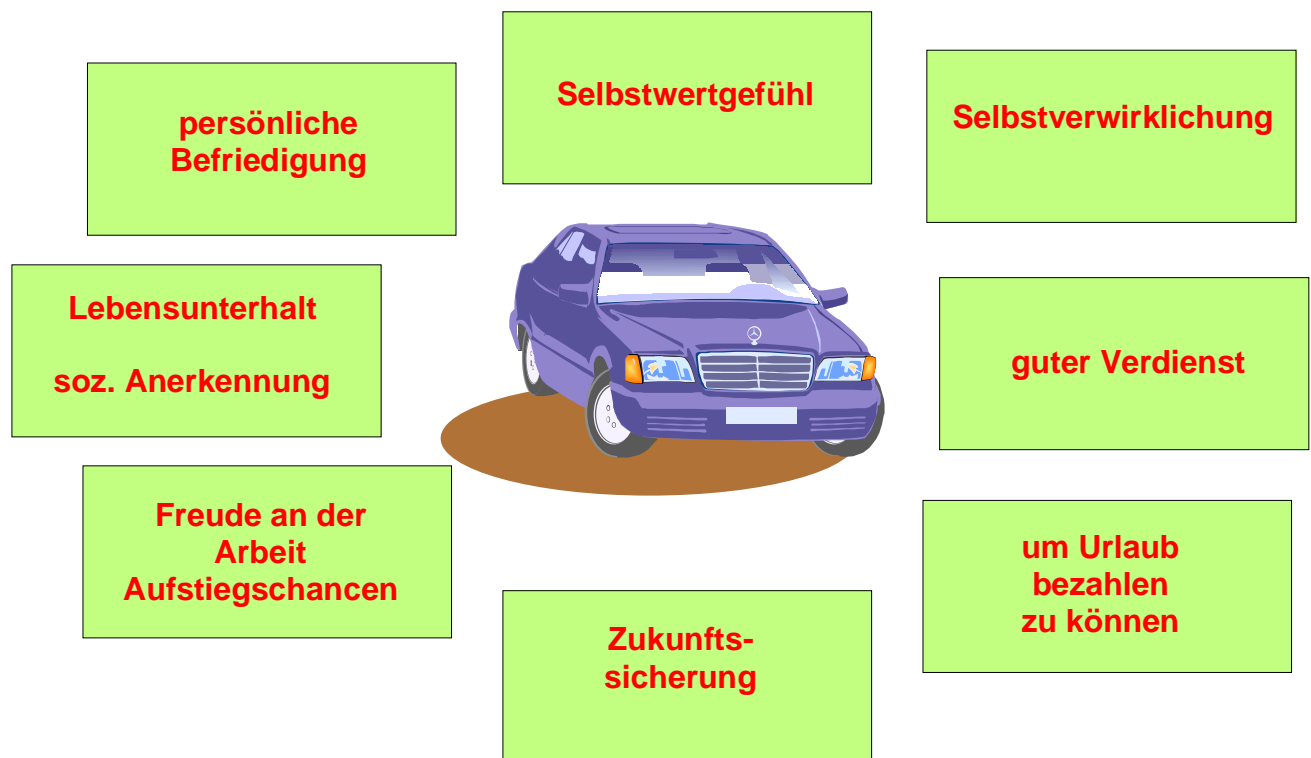 persönliche
Befriedigung
Selbstwertgefühl
Selbstverwirklichung
Lebensunterhalt
soz. Anerkennung
guter Verdienst
Freude an der
Arbeit
Aufstiegschancen
um Urlaub
bezahlen
zu können
Zukunfts-
sicherung